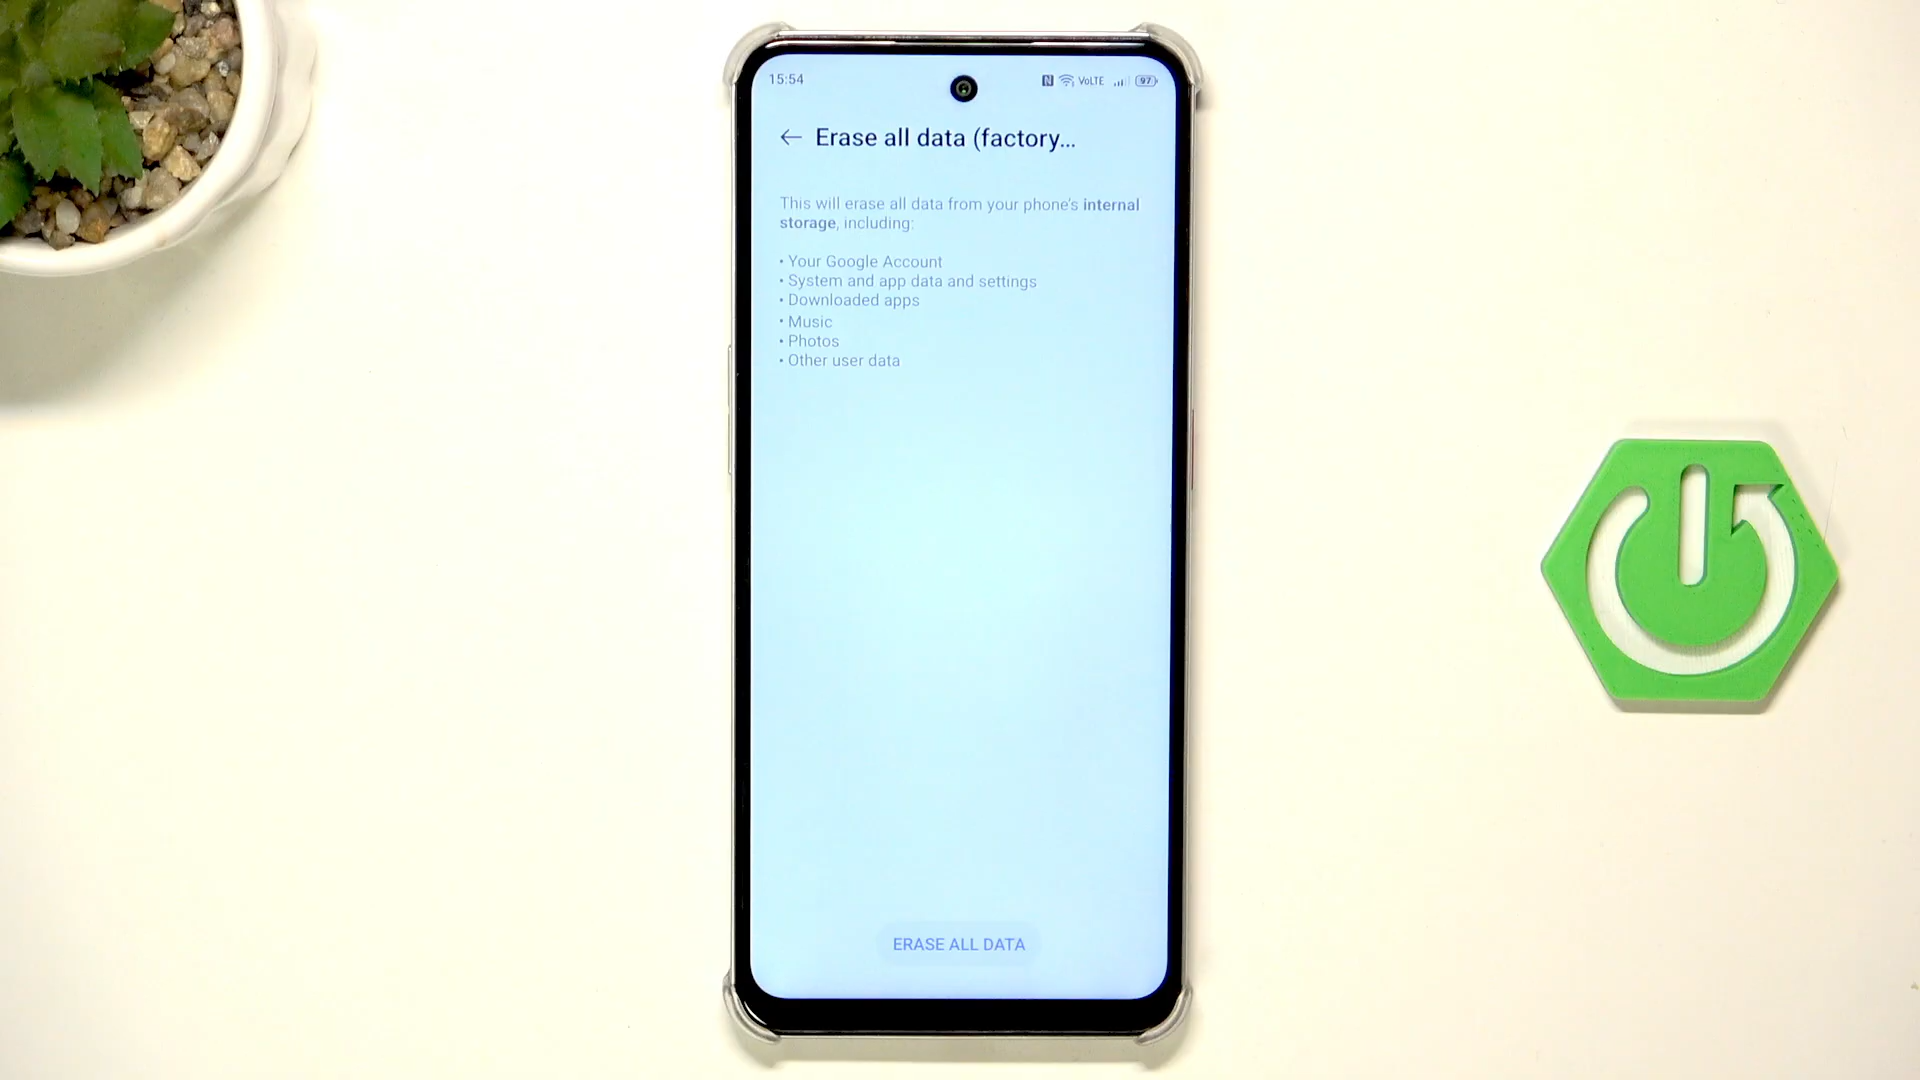 15:54
N VoLTE 97
← Erase all data (factory...
This will erase all data from your phone's internal
storage, including:
• Your Google Account
• System and app data and settings
• Downloaded apps
• Music
• Photos
• Other user data
ERASE ALL DATA